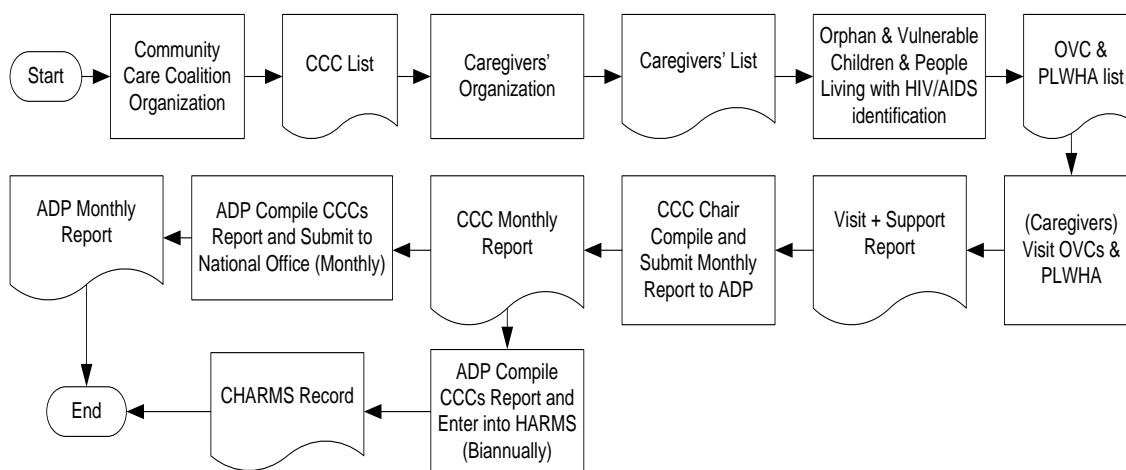 Start
Community
Care Coalition
Organization
CCC List
Caregivers'
Organization
Caregivers' List
Orphan & Vulnerable
Children & People
Living with HIV/AIDS
identification
OVC &
PLWHA list
ADP Monthly
Report
ADP Compile CCCs
Report and Submit to
National Office (Monthly)
CCC Monthly
Report
CCC Chair
Compile and
Submit Monthly
Report to ADP
Visit + Support
Report
(Caregivers)
Visit OVCs &
PLWHA
End
CHARMS Record
ADP Compile
CCCs Report and
Enter into HARMS
(Biannually)